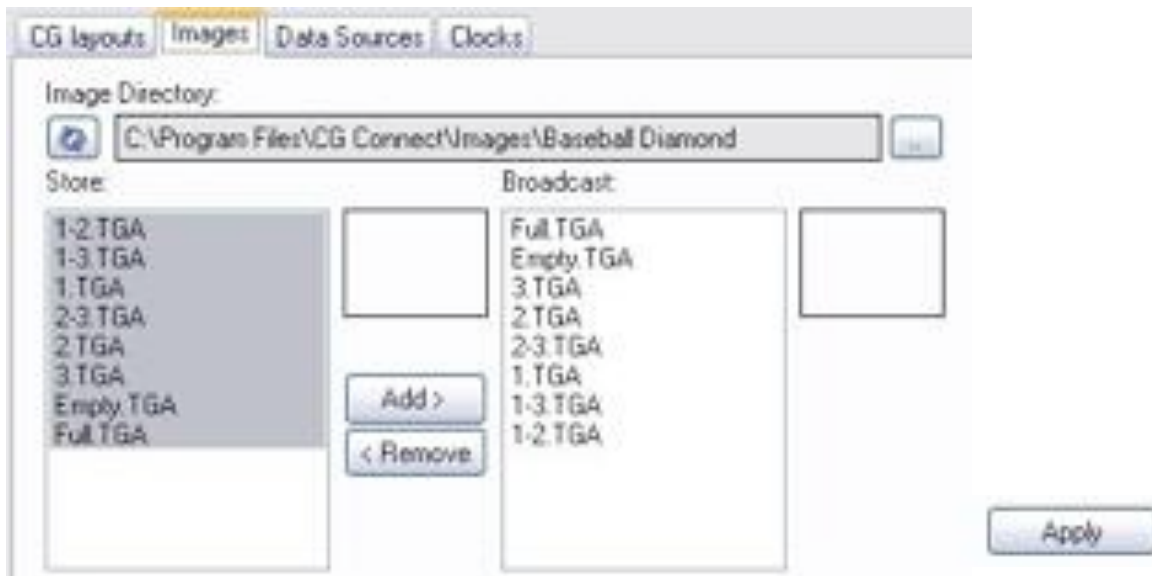 CG layouts Images Data Sources Clocks
Image Directory:
C:\Program Files\CG Connect\Images\Baseball Diamond ..
Store: Broadcast:
1-2.TGA
1-3.TGA
1.TGA
2-3.TGA
2.TGA
3.TGA
Empty.TGA
Full.TGA
Add >
< Remove
Full.TGA
Empty.TGA
3.TGA
2.TGA
2-3.TGA
1.TGA
1-3.TGA
1-2.TGA
Apply